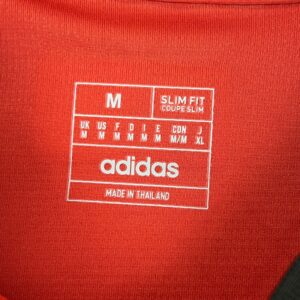 M SLIM FIT
COUPE SLIM
UK US F D I E CDN J
M M M M M M M/M XL
adidas
MADE IN THAILAND